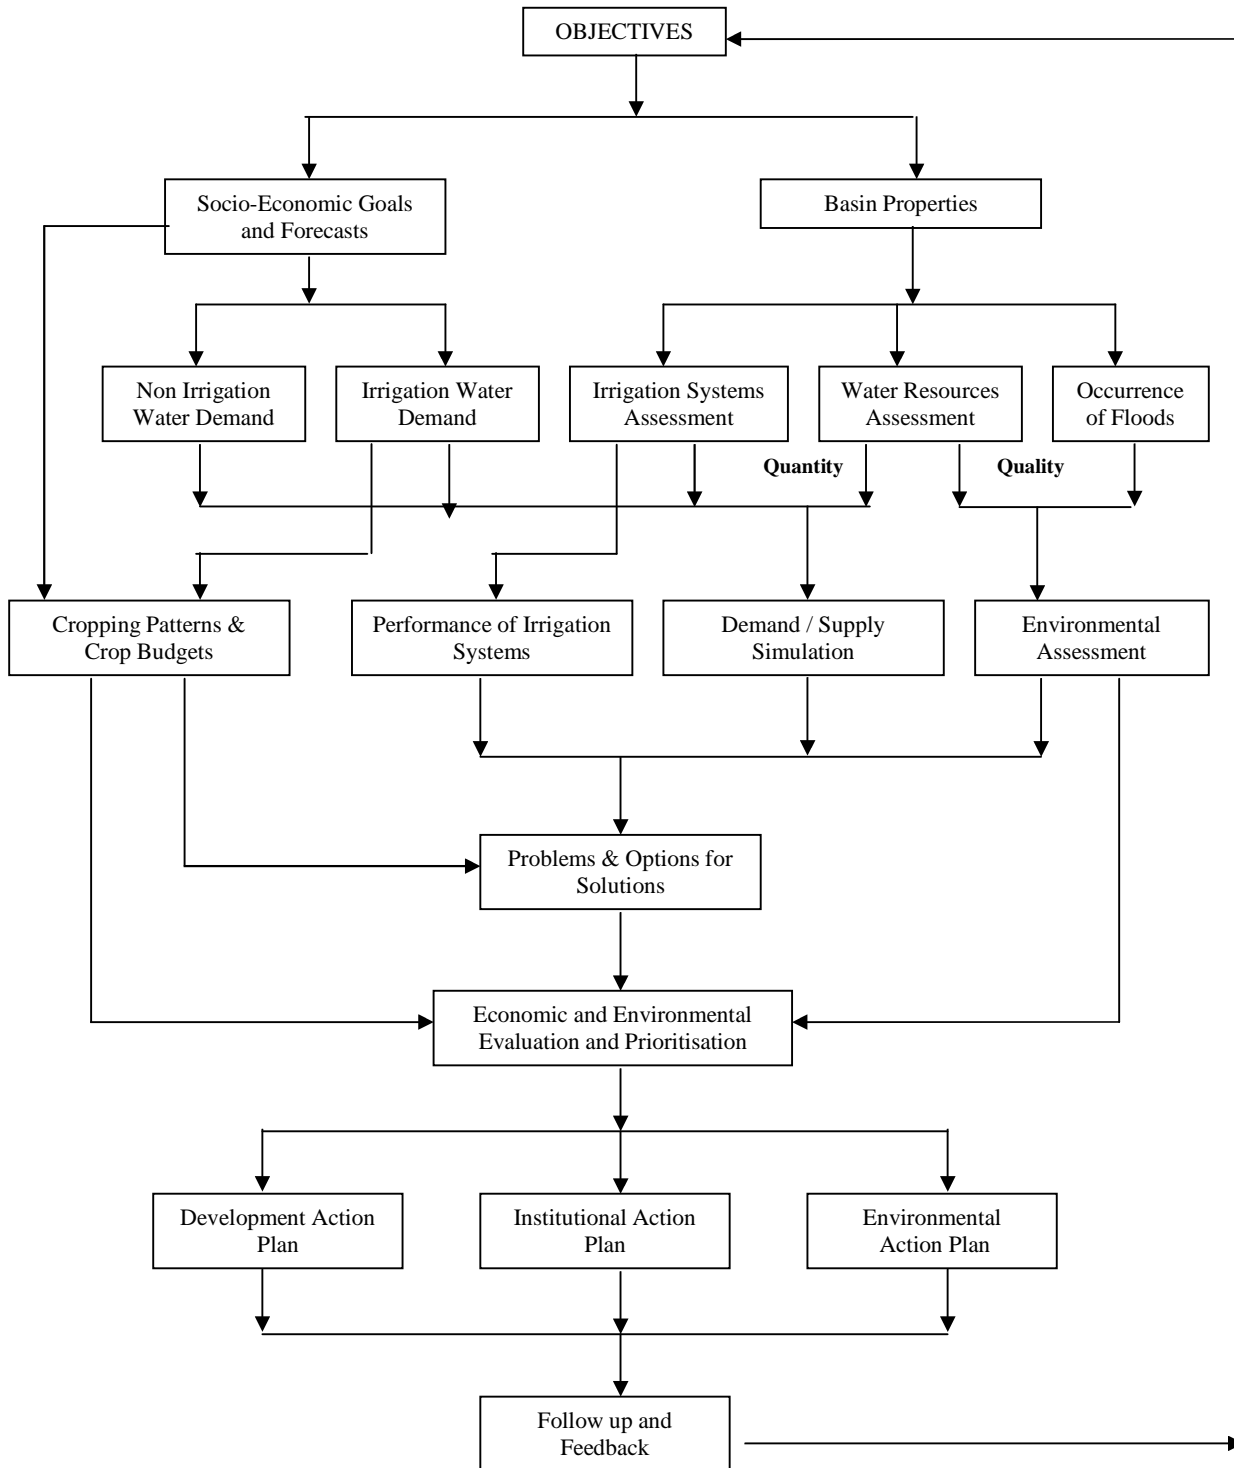 OBJECTIVES
Socio-Economic Goals
and Forecasts
Basin Properties
Non Irrigation
Water Demand
Irrigation Water
Demand
Irrigation Systems
Assessment
Water Resources
Assessment
Occurrence
of Floods
Quantity
Quality
Cropping Patterns &
Crop Budgets
Performance of Irrigation
Systems
Demand / Supply
Simulation
Environmental
Assessment
Problems & Options for
Solutions
Economic and Environmental
Evaluation and Prioritisation
Development Action
Plan
Institutional Action
Plan
Environmental
Action Plan
Follow up and
Feedback